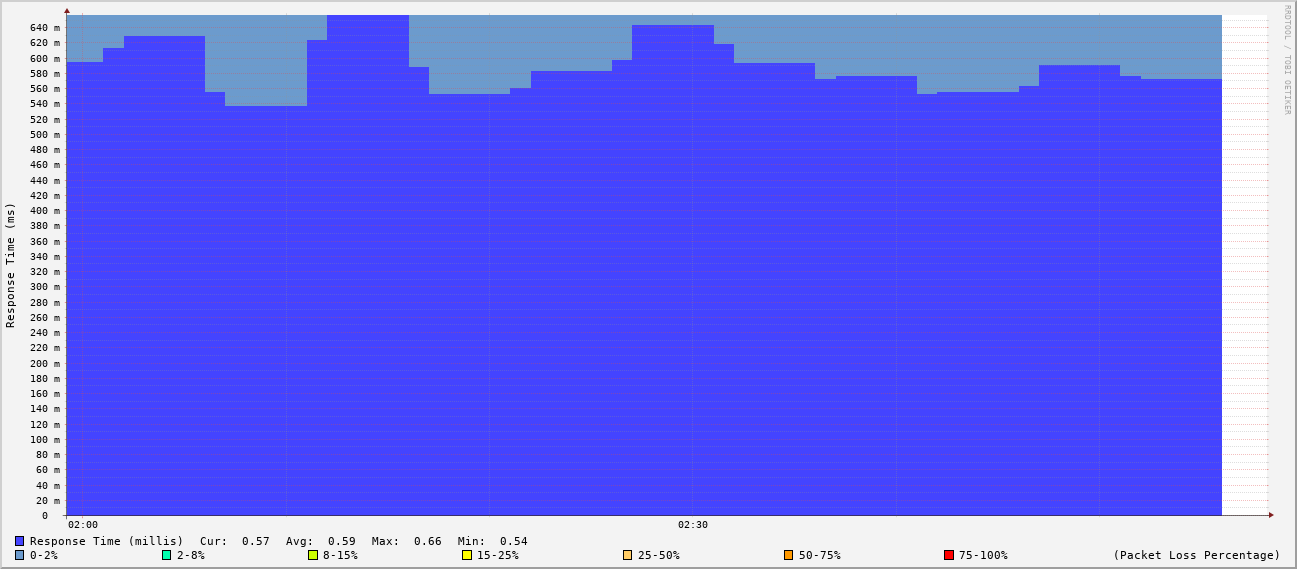 RRDTOOL / TOBI OETIKER
Response Time (ms)
640 m
620 m
600 m
580 m
560 m
540 m
520 m
500 m
480 m
460 m
440 m
420 m
400 m
380 m
360 m
340 m
320 m
300 m
280 m
260 m
240 m
220 m
200 m
180 m
160 m
140 m
120 m
100 m
80 m
60 m
40 m
20 m
0
02:00 02:30
Response Time (millis) Cur: 0.57 Avg: 0.59 Max: 0.66 Min: 0.54
0-2% 2-8% 8-15% 15-25% 25-50% 50-75% 75-100% (Packet Loss Percentage)